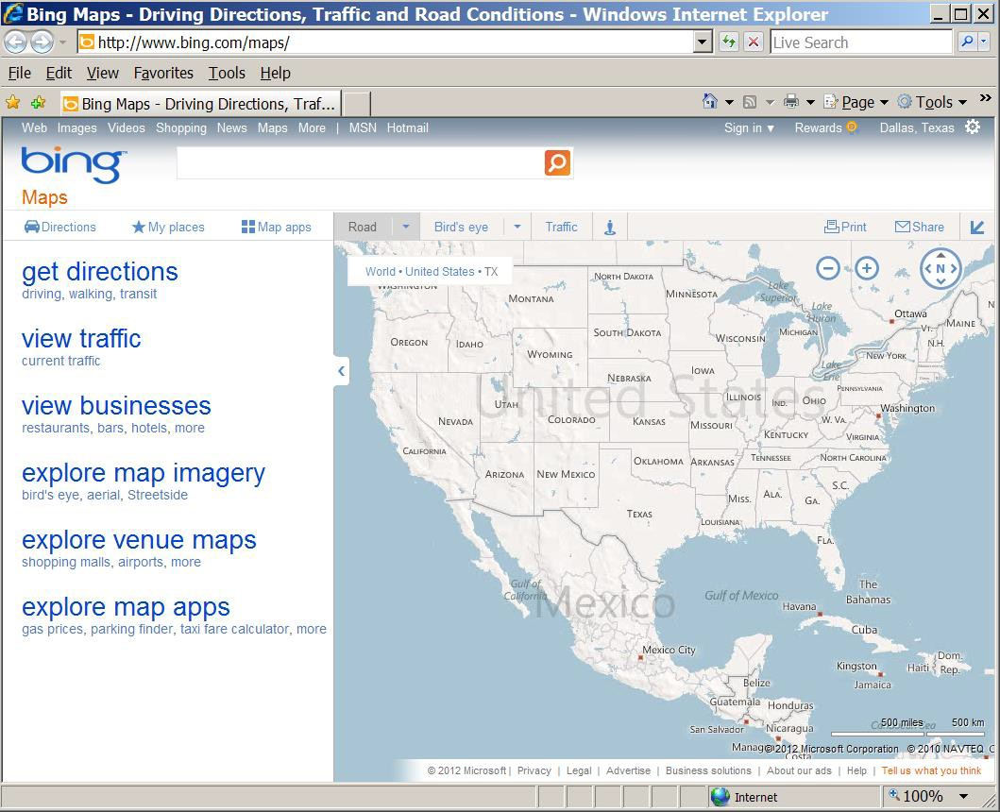 Bing Maps - Driving Directions, Traffic and Road Conditions - Windows Internet Explorer
http://www.bing.com/maps/
Live Search
File Edit View Favorites Tools Help
Bing Maps - Driving Directions, Traf...
Page Tools »
Web Images Videos Shopping News Maps More | MSN Hotmail
Sign in Rewards Dallas, Texas
bing™
Maps
Directions My places Map apps
Road Bird's eye Traffic Print Share
get directions
driving, walking, transit
view traffic
current traffic
view businesses
restaurants, bars, hotels, more
explore map imagery
bird's eye, aerial, Streetside
explore venue maps
shopping malls, airports, more
explore map apps
gas prices, parking finder, taxi fare calculator, more
World • United States • TX
N
WASHINGTON
MONTANA
NORTH DAKOTA
MINNESOTA
Lake Superior
Lake Huron
Ottawa
MAINE
VT.
N.H.
OREGON
IDAHO
SOUTH DAKOTA
WISCONSIN
MICHIGAN
WYOMING
NEW YORK
Lake Erie
NEBRASKA
IOWA
United States
PENNSYLVANIA
ILLINOIS
IND.
OHIO
UTAH
NEVADA
COLORADO
KANSAS
MISSOURI
W. VA.
Washington
KENTUCKY
VIRGINIA
CALIFORNIA
ARIZONA
NEW MEXICO
OKLAHOMA
ARKANSAS
TENNESSEE
NORTH CAROLINA
S.C.
MISS.
ALA.
GA.
TEXAS
LOUISIANA
FLA.
Gulf of California
Mexico
Gulf of Mexico
The Bahamas
Havana
Cuba
Mexico City
Kingston
Jamaica
Haiti
Dom. Rep.
Belize
Guatemala
Honduras
San Salvador
Nicaragua
Managua
Costa
Caribbean Sea
500 miles 500 km
© 2012 Microsoft Corporation © 2010 NAVTEQ C
© 2012 Microsoft | Privacy | Legal | Advertise | Business solutions | About our ads | Help | Tell us what you think
Internet
100%